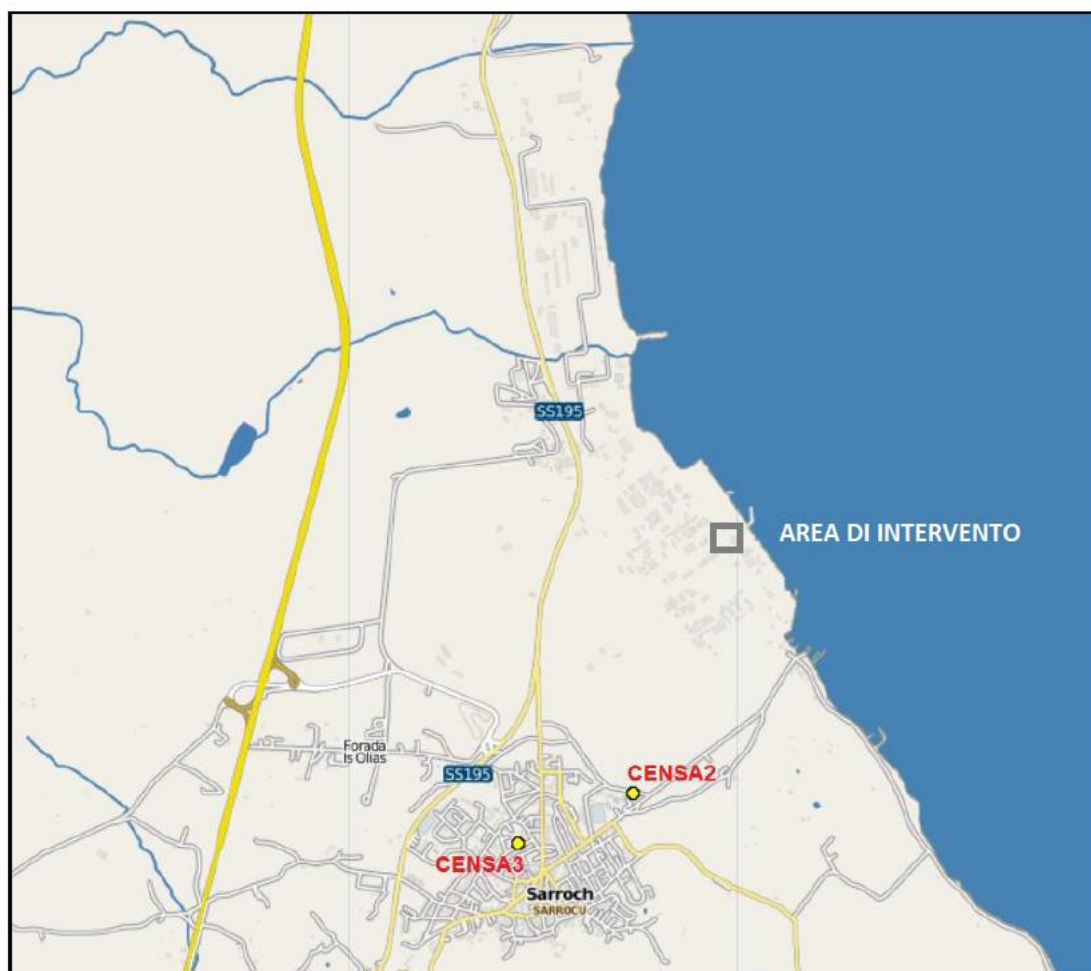 SS195
AREA DI INTERVENTO
Forada
Is Olias
SS195
CENSA2
CENSA3
Sarroch
SARROCU